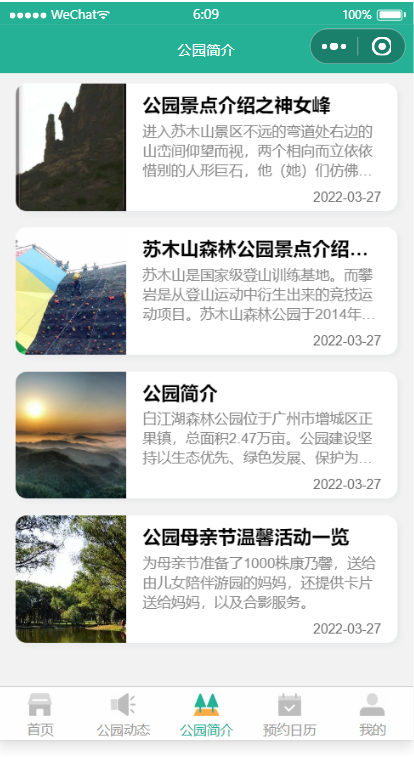 WeChat 6:09 100%
公园简介
公园景点介绍之神女峰
进入苏木山景区不远的弯道处右边的
山峦间仰望而视，两个相向而立依依
惜别的人形巨石，他（她）们仿佛...
2022-03-27
苏木山森林公园景点介绍...
苏木山是国家级登山训练基地。而攀
岩是从登山运动中衍生出来的竞技运
动项目。苏木山森林公园于2014年...
2022-03-27
公园简介
白江湖森林公园位于广州市增城区正
果镇，总面积2.47万亩。公园建设坚
持以生态优先、绿色发展、保护为...
2022-03-27
公园母亲节温馨活动一览
为母亲节准备了1000株康乃馨，送给
由儿女陪伴游园的妈妈，还提供卡片
送给妈妈，以及合影服务。
2022-03-27
首页 公园动态 公园简介 预约日历 我的